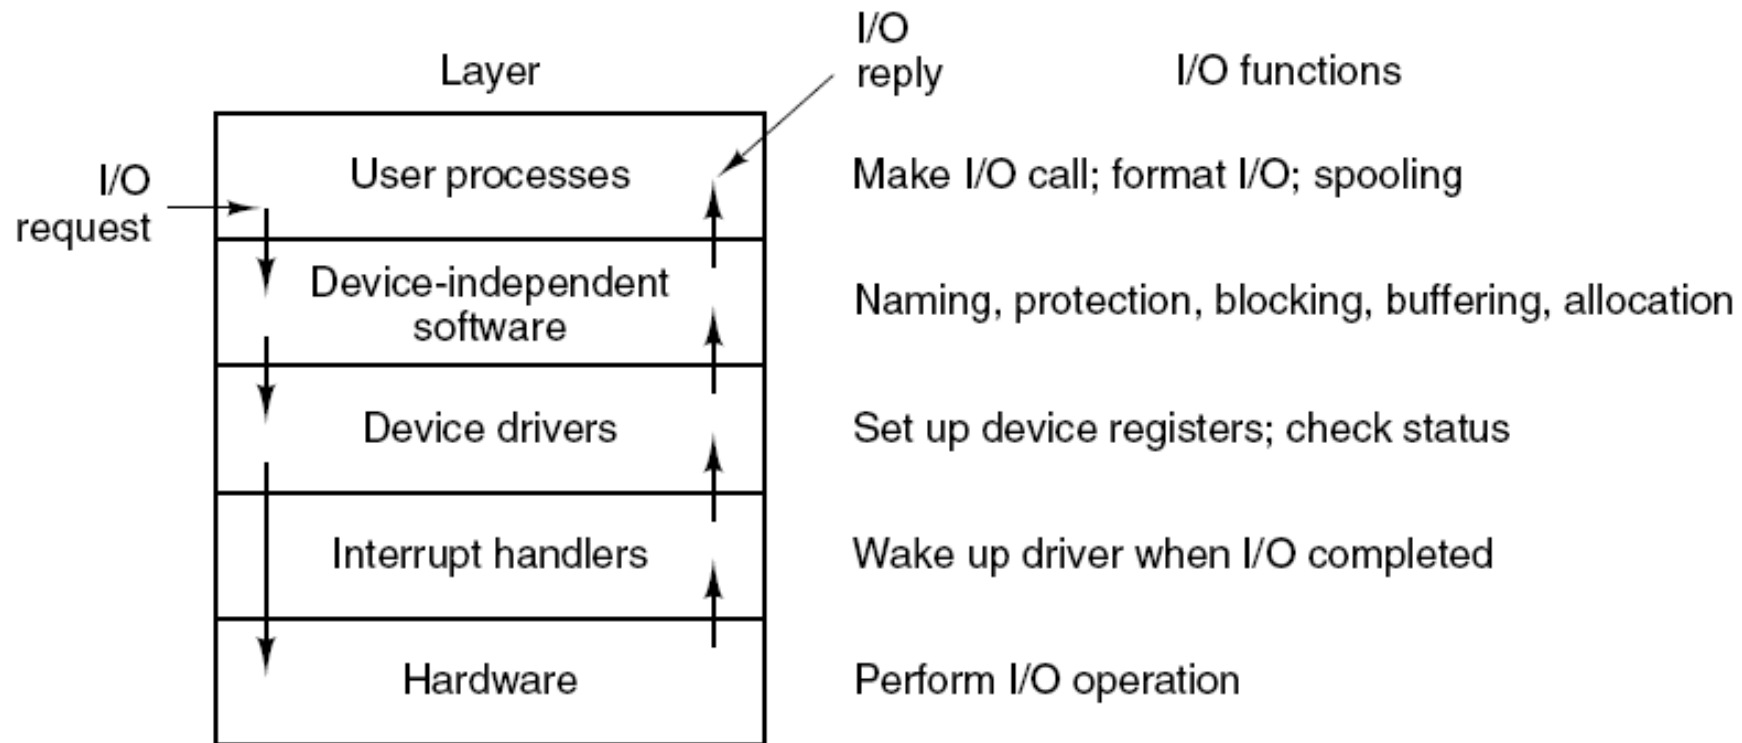 Layer
I/O
reply
I/O functions
I/O
request
User processes
Make I/O call; format I/O; spooling
Device-independent
software
Naming, protection, blocking, buffering, allocation
Device drivers
Set up device registers; check status
Interrupt handlers
Wake up driver when I/O completed
Hardware
Perform I/O operation